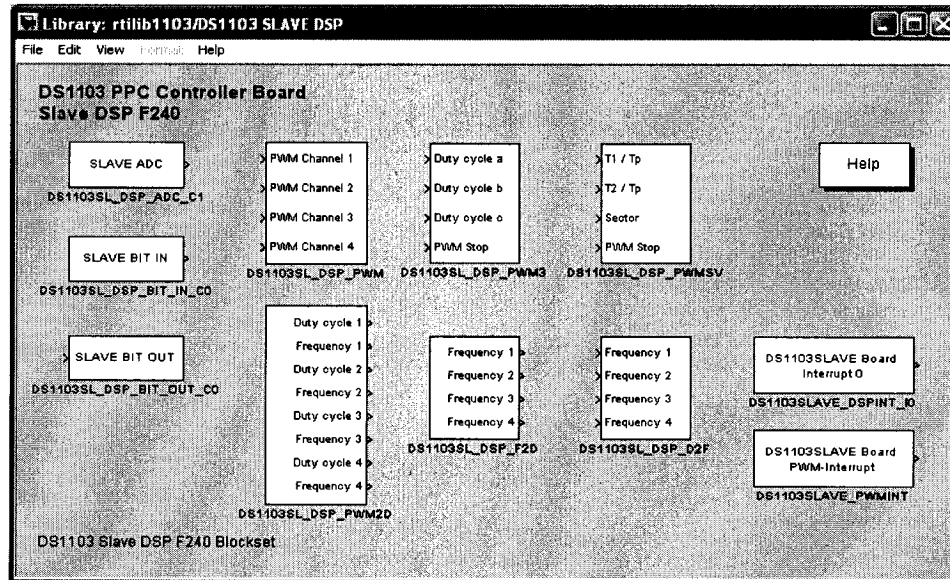 Library: rtilib1103/DS1103 SLAVE DSP
File Edit View Format Help
DS1103 PPC Controller Board
Slave DSP F240
SLAVE ADC
DS1103SL_DSP_ADC_C1
SLAVE BIT IN
DS1103SL_DSP_BIT_IN_C0
SLAVE BIT OUT
DS1103SL_DSP_BIT_OUT_C0
PWM Channel 1
PWM Channel 2
PWM Channel 3
PWM Channel 4
DS1103SL_DSP_PWM
Duty cycle a
Duty cycle b
Duty cycle c
PWM Stop
DS1103SL_DSP_PWM3
T1 / Tp
T2 / Tp
Sector
PWM Stop
DS1103SL_DSP_PWMSV
Help
Duty cycle 1
Frequency 1
Duty cycle 2
Frequency 2
Duty cycle 3
Frequency 3
Duty cycle 4
Frequency 4
DS1103SL_DSP_PWM2D
Frequency 1
Frequency 2
Frequency 3
Frequency 4
DS1103SL_DSP_F2D
Frequency 1
Frequency 2
Frequency 3
Frequency 4
DS1103SL_DSP_D2F
DS1103SLAVE Board
Interrupt 0
DS1103SLAVE_DSPINT_I0
DS1103SLAVE Board
PWM-Interrupt
DS1103SLAVE_PWMINT
DS1103 Slave DSP F240 Blockset